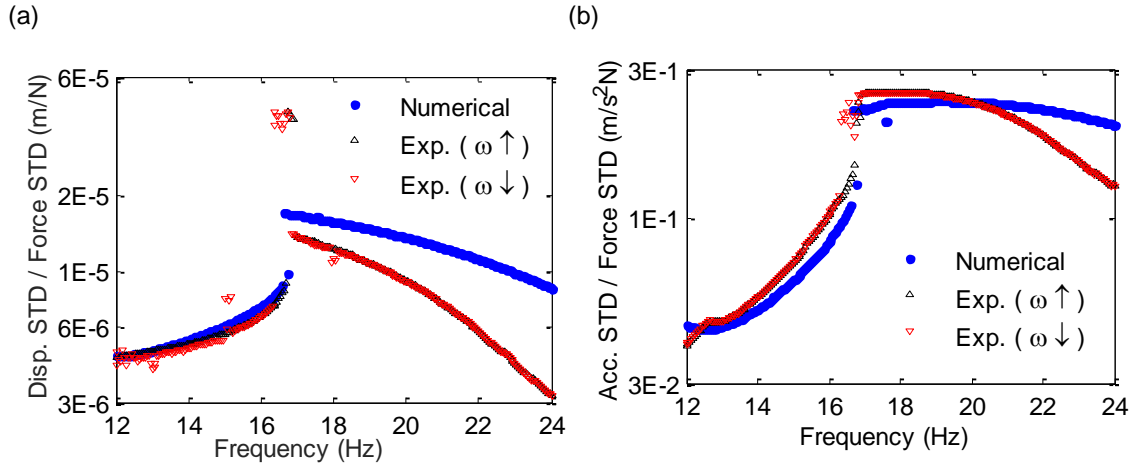 (a)
6E-5
2E-5
1E-5
6E-6
3E-6
Disp. STD / Force STD (m/N)
Numerical
Exp. ( ω ↑ )
Exp. ( ω ↓ )
12 14 16 18 20 22 24
Frequency (Hz)
(b)
3E-1
1E-1
3E-2
Acc. STD / Force STD (m/s²N)
Numerical
Exp. ( ω ↑ )
Exp. ( ω ↓ )
12 14 16 18 20 22 24
Frequency (Hz)